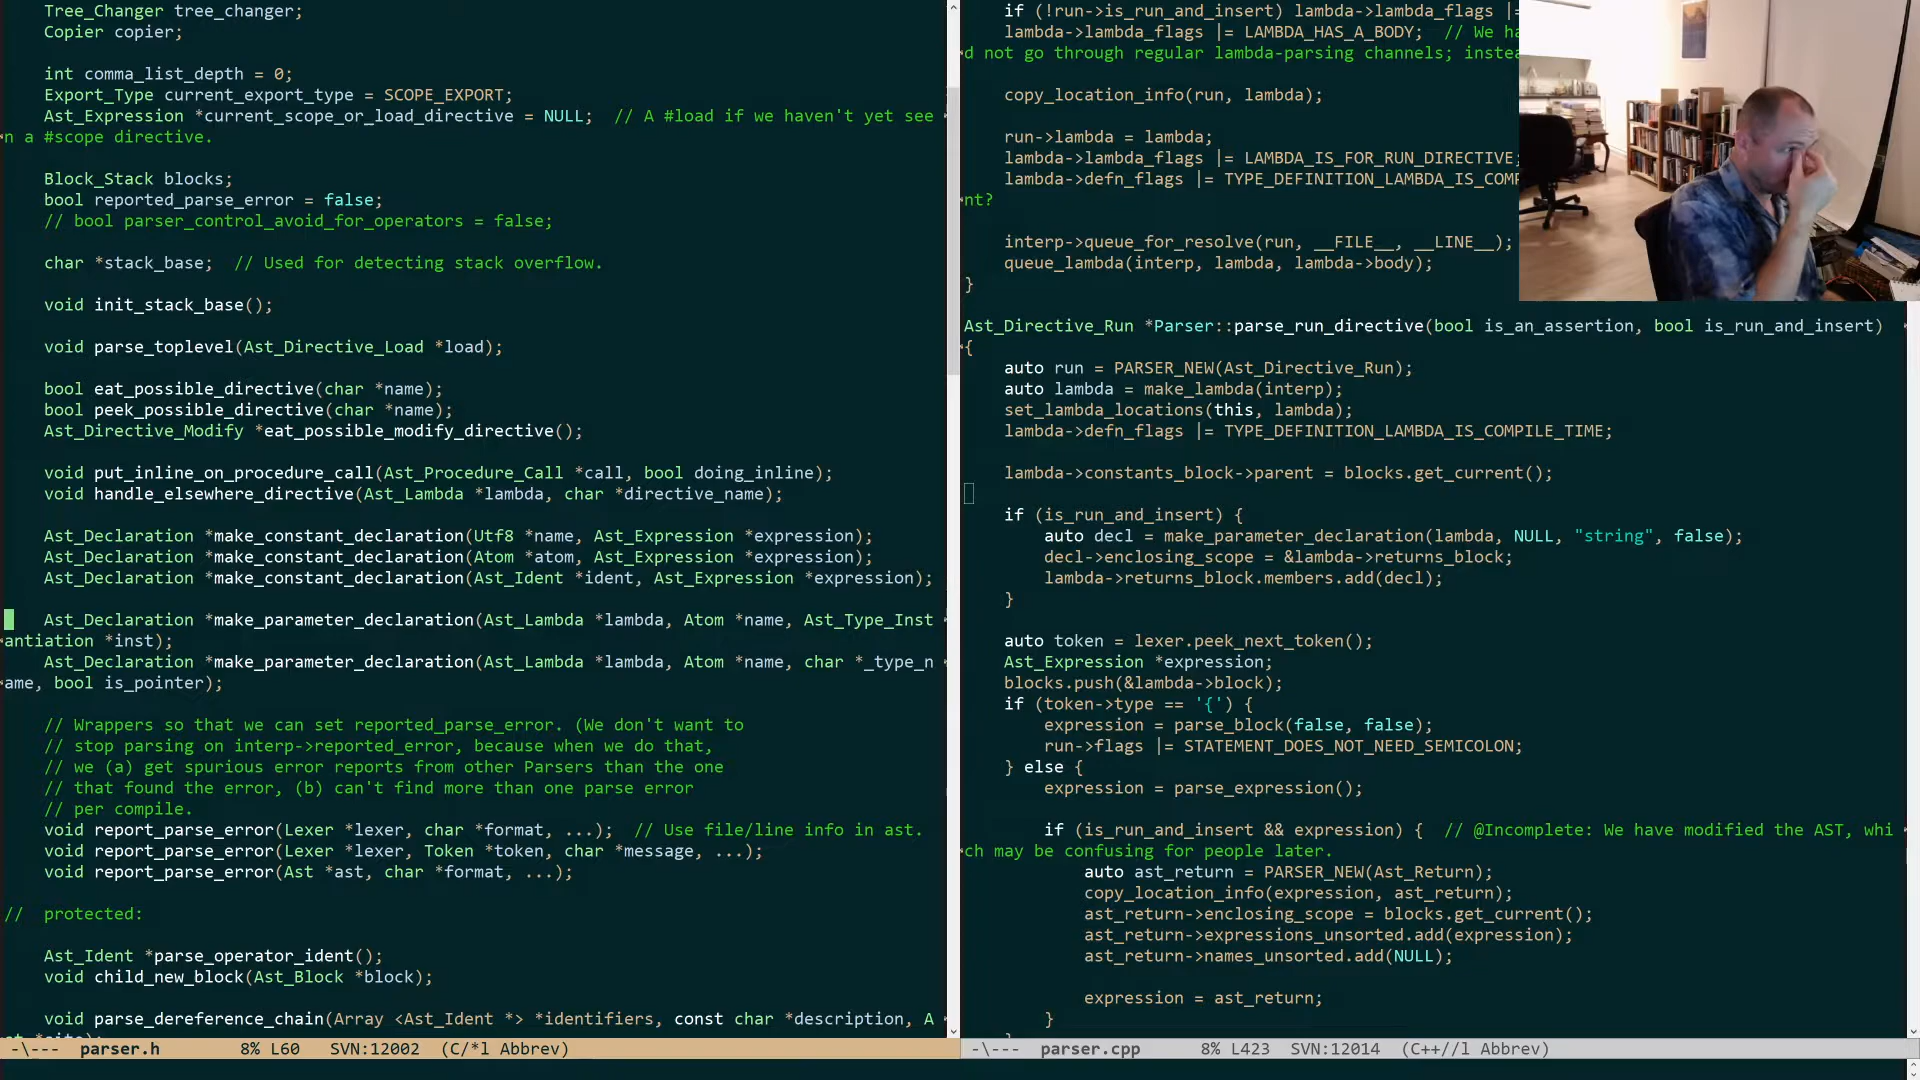 Tree_Changer tree_changer;
Copier copier;
int comma_list_depth = 0;
Export_Type current_export_type = SCOPE_EXPORT;
Ast_Expression *current_scope_or_load_directive = NULL;  // A #load if we haven't yet see
n a #scope directive.
Block_Stack blocks;
bool reported_parse_error = false;
// bool parser_control_avoid_for_operators = false;
char *stack_base;  // Used for detecting stack overflow.
void init_stack_base();
void parse_toplevel(Ast_Directive_Load *load);
bool eat_possible_directive(char *name);
bool peek_possible_directive(char *name);
Ast_Directive_Modify *eat_possible_modify_directive();
void put_inline_on_procedure_call(Ast_Procedure_Call *call, bool doing_inline);
void handle_elsewhere_directive(Ast_Lambda *lambda, char *directive_name);
Ast_Declaration *make_constant_declaration(Utf8 *name, Ast_Expression *expression);
Ast_Declaration *make_constant_declaration(Atom *atom, Ast_Expression *expression);
Ast_Declaration *make_constant_declaration(Ast_Ident *ident, Ast_Expression *expression);
Ast_Declaration *make_parameter_declaration(Ast_Lambda *lambda, Atom *name, Ast_Type_Inst
antiation *inst);
Ast_Declaration *make_parameter_declaration(Ast_Lambda *lambda, Atom *name, char *_type_n
ame, bool is_pointer);
// Wrappers so that we can set reported_parse_error. (We don't want to
// stop parsing on interp->reported_error, because when we do that,
// we (a) get spurious error reports from other Parsers than the one
// that found the error, (b) can't find more than one parse error
// per compile.
void report_parse_error(Lexer *lexer, char *format, ...);  // Use file/line info in ast.
void report_parse_error(Lexer *lexer, Token *token, char *message, ...);
void report_parse_error(Ast *ast, char *format, ...);
//  protected:
Ast_Ident *parse_operator_ident();
void child_new_block(Ast_Block *block);
void parse_dereference_chain(Array <Ast_Ident *> *identifiers, const char *description, A
-\---  parser.h        8% L60   SVN:12002  (C/*l Abbrev)
if (!run->is_run_and_insert) lambda->lambda_flags |=
lambda->lambda_flags |= LAMBDA_HAS_A_BODY;  // We ha
d not go through regular lambda-parsing channels; instea
copy_location_info(run, lambda);
run->lambda = lambda;
lambda->lambda_flags |= LAMBDA_IS_FOR_RUN_DIRECTIVE;
lambda->defn_flags |= TYPE_DEFINITION_LAMBDA_IS_COMP
nt?
interp->queue_for_resolve(run, __FILE__, __LINE__);
queue_lambda(interp, lambda, lambda->body);
}
Ast_Directive_Run *Parser::parse_run_directive(bool is_an_assertion, bool is_run_and_insert)
{
auto run = PARSER_NEW(Ast_Directive_Run);
auto lambda = make_lambda(interp);
set_lambda_locations(this, lambda);
lambda->defn_flags |= TYPE_DEFINITION_LAMBDA_IS_COMPILE_TIME;
lambda->constants_block->parent = blocks.get_current();
if (is_run_and_insert) {
auto decl = make_parameter_declaration(lambda, NULL, "string", false);
decl->enclosing_scope = &lambda->returns_block;
lambda->returns_block.members.add(decl);
}
auto token = lexer.peek_next_token();
Ast_Expression *expression;
blocks.push(&lambda->block);
if (token->type == '{') {
expression = parse_block(false, false);
run->flags |= STATEMENT_DOES_NOT_NEED_SEMICOLON;
} else {
expression = parse_expression();
if (is_run_and_insert && expression) {  // @Incomplete: We have modified the AST, whi
ch may be confusing for people later.
auto ast_return = PARSER_NEW(Ast_Return);
copy_location_info(expression, ast_return);
ast_return->enclosing_scope = blocks.get_current();
ast_return->expressions_unsorted.add(expression);
ast_return->names_unsorted.add(NULL);
expression = ast_return;
}
-\---  parser.cpp      8% L423  SVN:12014  (C++//l Abbrev)